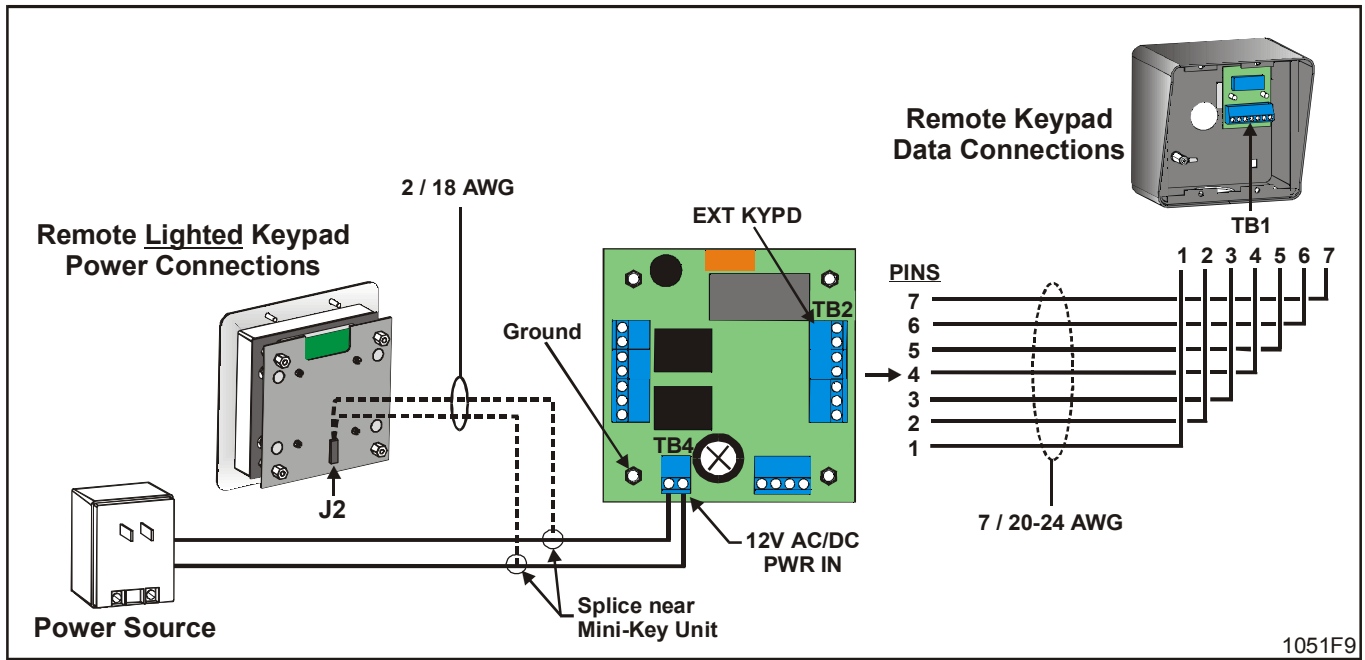 Remote Keypad
Data Connections
TB1
1 2 3 4 5 6 7
2 / 18 AWG
EXT KYPD
Remote Lighted Keypad
Power Connections
PINS
7
6
5
4
3
2
1
TB2
Ground
TB4
J2
7 / 20-24 AWG
12V AC/DC
PWR IN
Splice near
Mini-Key Unit
Power Source
1051F9